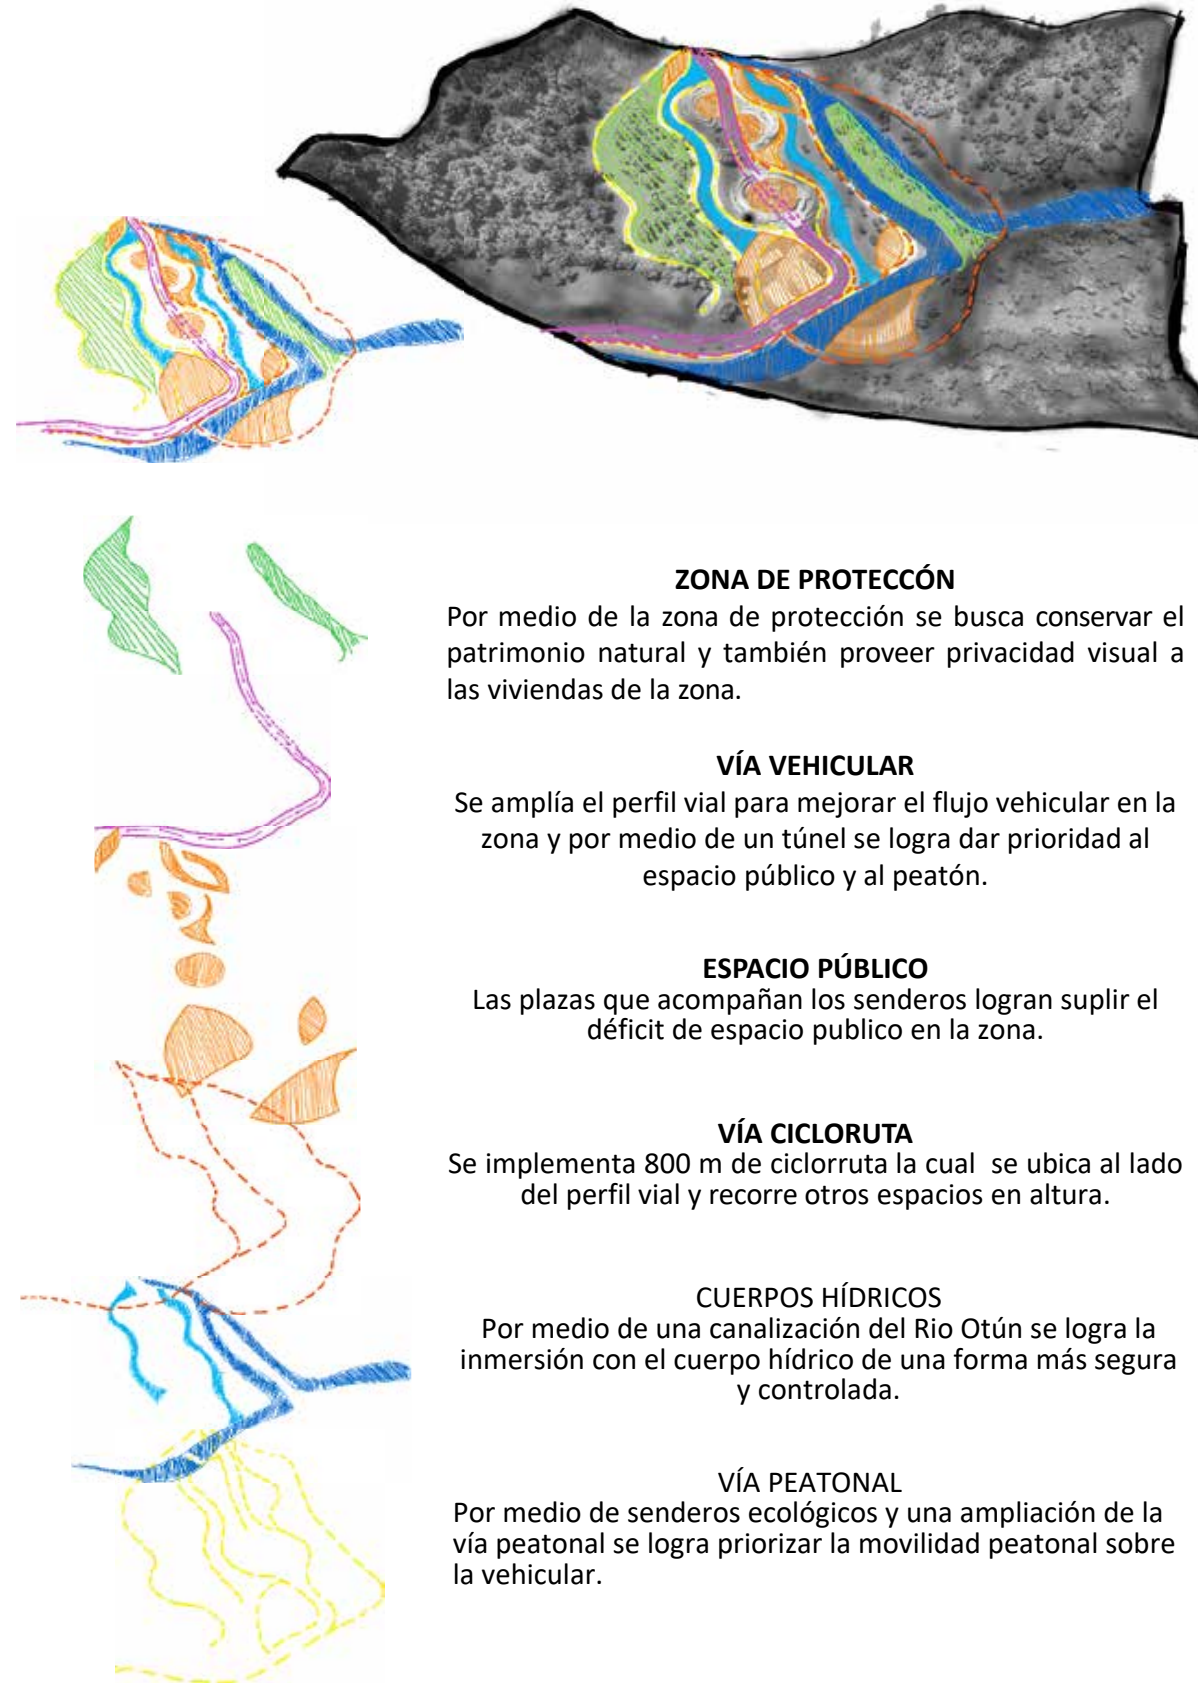 ZONA DE PROTECCÓN
Por medio de la zona de protección se busca conservar el
patrimonio natural y también proveer privacidad visual a
las viviendas de la zona.
VÍA VEHICULAR
Se amplía el perfil vial para mejorar el flujo vehicular en la
zona y por medio de un túnel se logra dar prioridad al
espacio público y al peatón.
ESPACIO PÚBLICO
Las plazas que acompañan los senderos logran suplir el
déficit de espacio publico en la zona.
VÍA CICLORUTA
Se implementa 800 m de ciclorruta la cual  se ubica al lado
del perfil vial y recorre otros espacios en altura.
CUERPOS HÍDRICOS
Por medio de una canalización del Rio Otún se logra la
inmersión con el cuerpo hídrico de una forma más segura
y controlada.
VÍA PEATONAL
Por medio de senderos ecológicos y una ampliación de la
vía peatonal se logra priorizar la movilidad peatonal sobre
la vehicular.